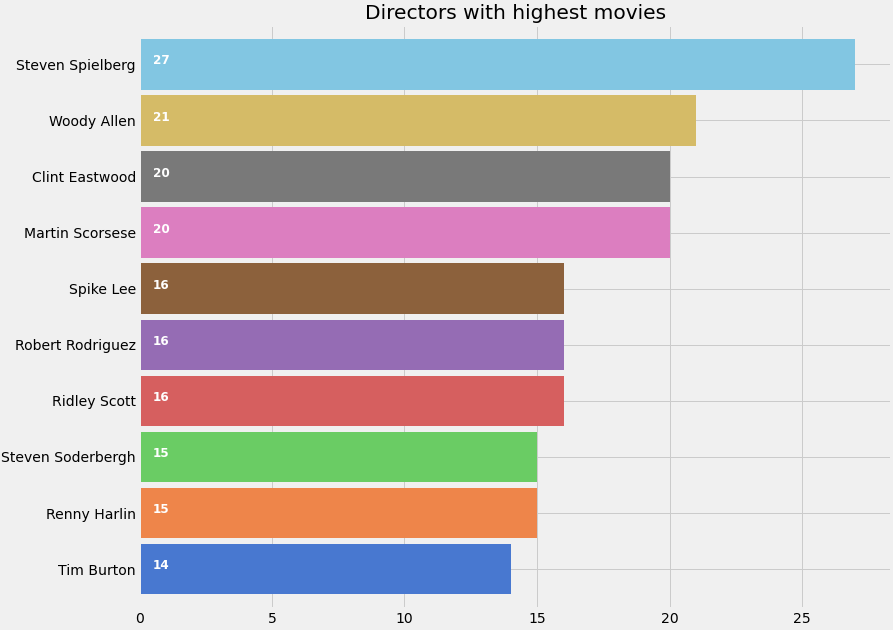 Directors with highest movies
Steven Spielberg 27
Woody Allen 21
Clint Eastwood 20
Martin Scorsese 20
Spike Lee 16
Robert Rodriguez 16
Ridley Scott 16
Steven Soderbergh 15
Renny Harlin 15
Tim Burton 14
0 5 10 15 20 25